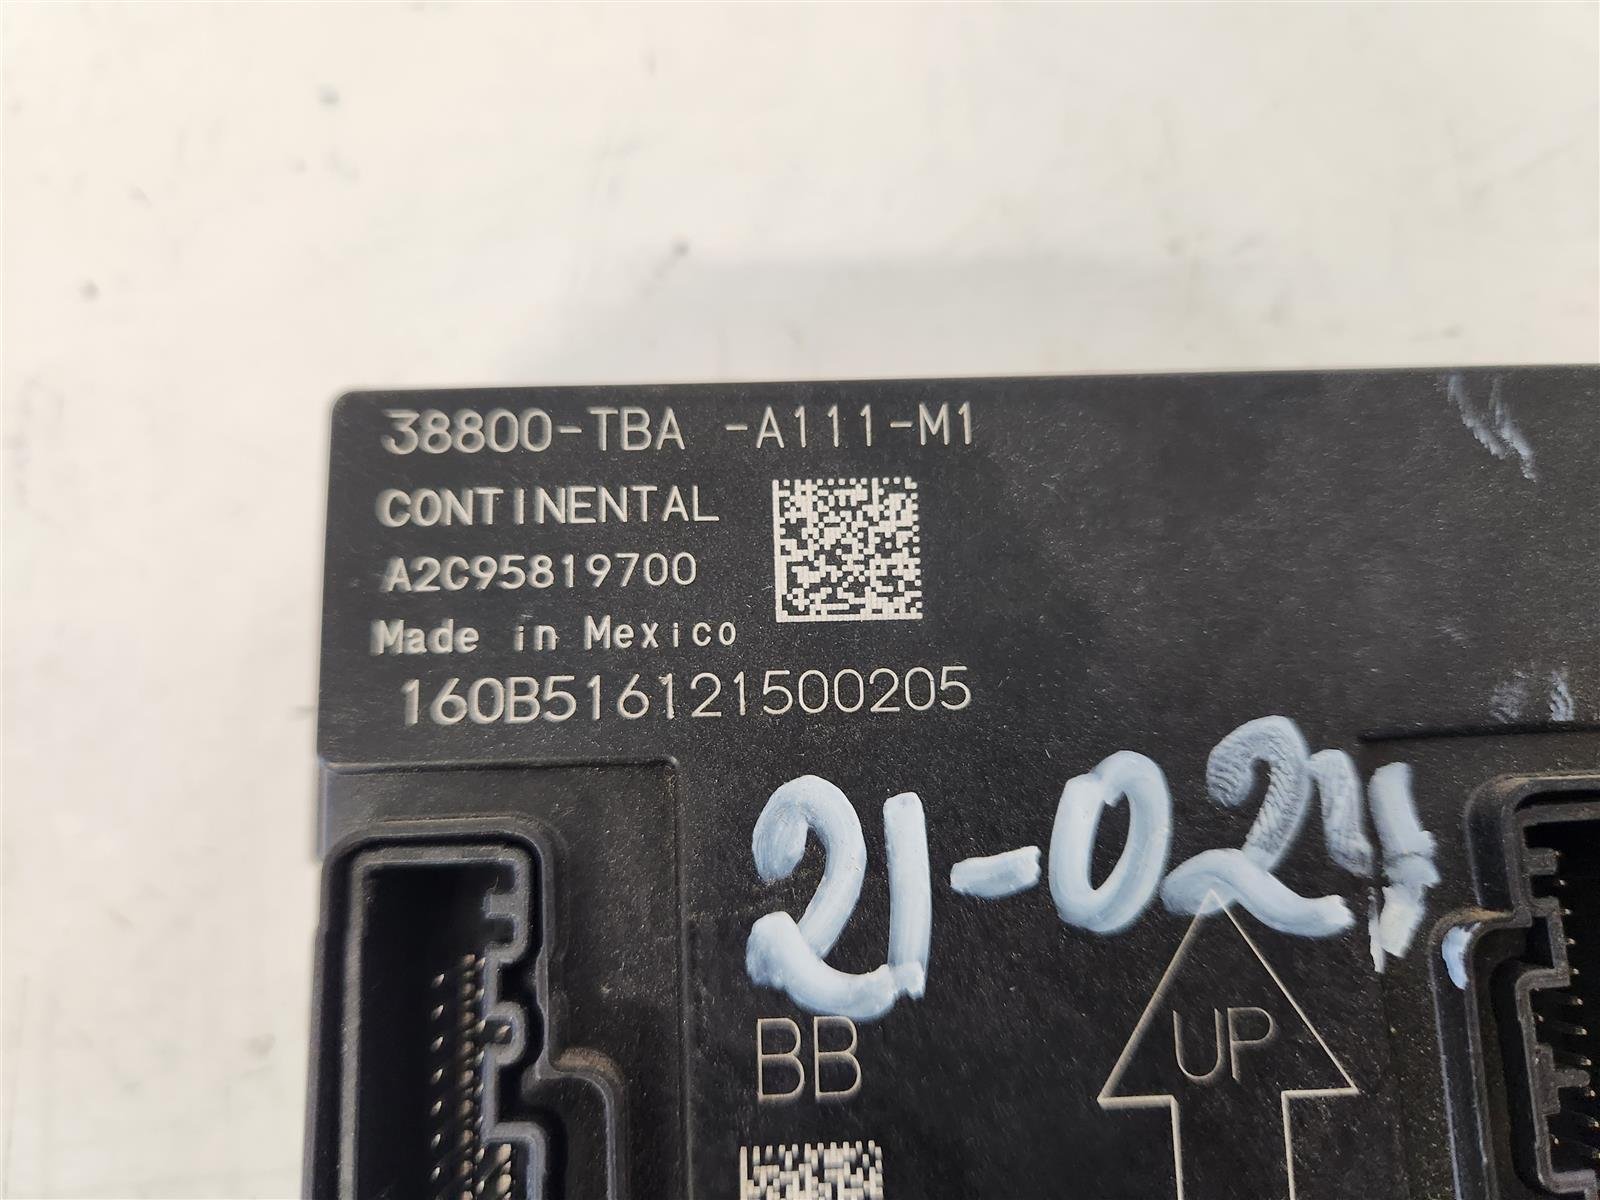 38800-TBA -A111-M1
CONTINENTAL
A2C95819700
Made in Mexico
160B516121500205
21-024
BB
UP